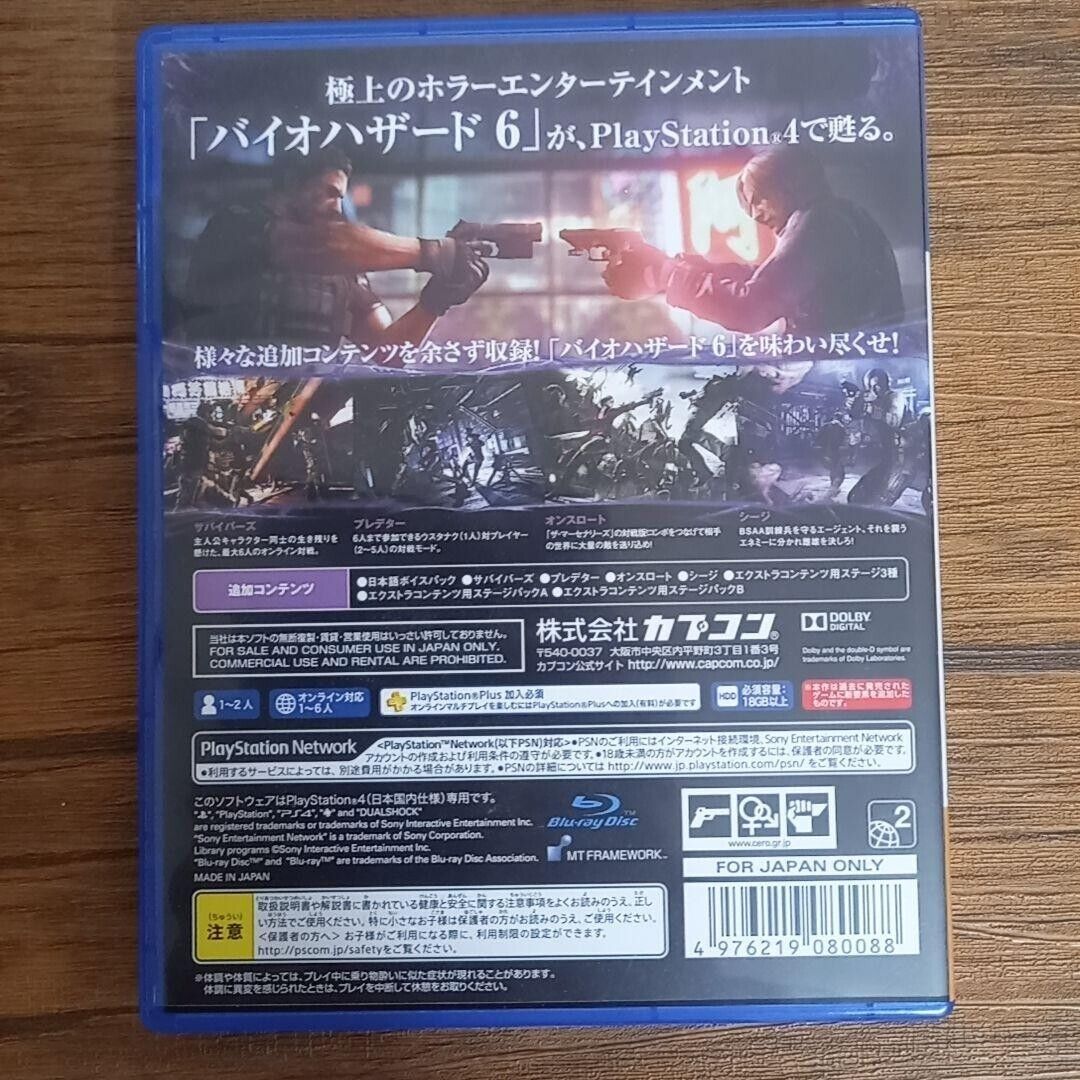 極上のホラーエンターテインメント
「バイオハザード 6」が、PlayStation®4で甦る。
様々な追加コンテンツを余さず収録!「バイオハザード 6」を味わい尽くせ!
サバイバーズ
主人公キャラクター同士の生き残りを
懸けた、最大6人のオンライン対戦。
プレデター
6人まで参加できるウスタナク(1人)対プレイヤー
(2~5人)の対戦モード。
オンスロート
「ザ・マーセナリーズ」の対戦版!コンボをつなげて相手
の世界に大量の敵を送り込め!
シージ
BSAA訓練兵を守るエージェント、それを襲う
エネミーに分かれ雌雄を決しろ!
追加コンテンツ
●日本語ボイスパック ●サバイバーズ ●プレデター ●オンスロート ●シージ ●エクストラコンテンツ用ステージ3種
●エクストラコンテンツ用ステージパックA ●エクストラコンテンツ用ステージパックB
当社は本ソフトの無断複製・賃貸・営業使用はいっさい許可しておりません。
FOR SALE AND CONSUMER USE IN JAPAN ONLY.
COMMERCIAL USE AND RENTAL ARE PROHIBITED.
株式会社 カプコン®
〒540-0037 大阪市中央区内平野町3丁目1番3号
カプコン公式サイト http://www.capcom.co.jp/
DOLBY
DIGITAL
Dolby and the double-D symbol are
trademarks of Dolby Laboratories.
1~2人
オンライン対応
1~6人
PlayStation®Plus 加入必須
オンラインマルチプレイを楽しむにはPlayStation®Plusへの加入(有料)が必要です
HDD
必須容量:
18GB以上
※本作は過去に発売された
ゲームに新要素を追加した
ものです。
PlayStation Network
<PlayStation™Network(以下PSN)対応>●PSNのご利用にはインターネット接続環境、Sony Entertainment Network
アカウントの作成および利用条件の遵守が必要です。●18歳未満の方がアカウントを作成するには、保護者の同意が必要です。
●利用するサービスによっては、別途費用がかかる場合があります。●PSNの詳細については http://www.jp.playstation.com/psn/ をご覧ください。
このソフトウェアはPlayStation®4(日本国内仕様)専用です。
"PlayStation", "PS4", and "DUALSHOCK"
are registered trademarks or trademarks of Sony Interactive Entertainment Inc.
"Sony Entertainment Network" is a trademark of Sony Corporation.
Library programs ©Sony Interactive Entertainment Inc.
"Blu-ray Disc™" and "Blu-ray™" are trademarks of the Blu-ray Disc Association.
MADE IN JAPAN
Blu-ray Disc™
MT FRAMEWORK™
www.cero.gr.jp
2
FOR JAPAN ONLY
4 976219 080088
(ちゅうい)
注意
取扱説明書や解説書に書かれている健康と安全に関する注意事項をよくお読みのうえ、正し
い方法でご使用ください。特に小さなお子様は保護者の方がお読みのうえ、ご使用ください。
<保護者の方へ> お子様がご利用になる際に、利用制限の設定ができます。
http://pscom.jp/safetyをご覧ください。
※体調や体質によっては、プレイ中に乗り物酔いに似た症状が現れることがあります。
体調に異変を感じられたときは、プレイを中断して休憩をお取りください。